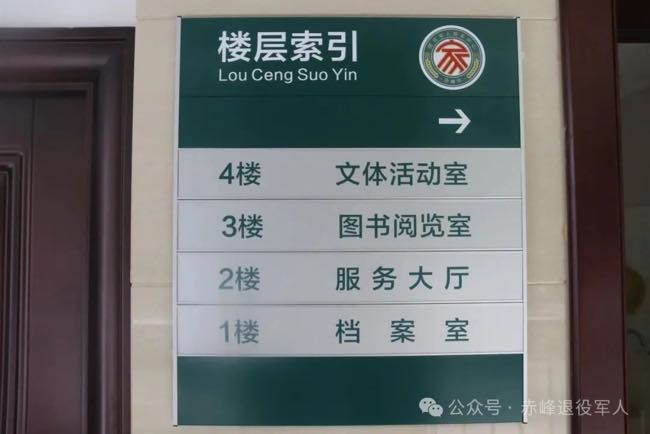 楼层索引
Lou Ceng Suo Yin
4楼 文体活动室
3楼 图书阅览室
2楼 服务大厅
1楼 档案室
公众号·赤峰退役军人